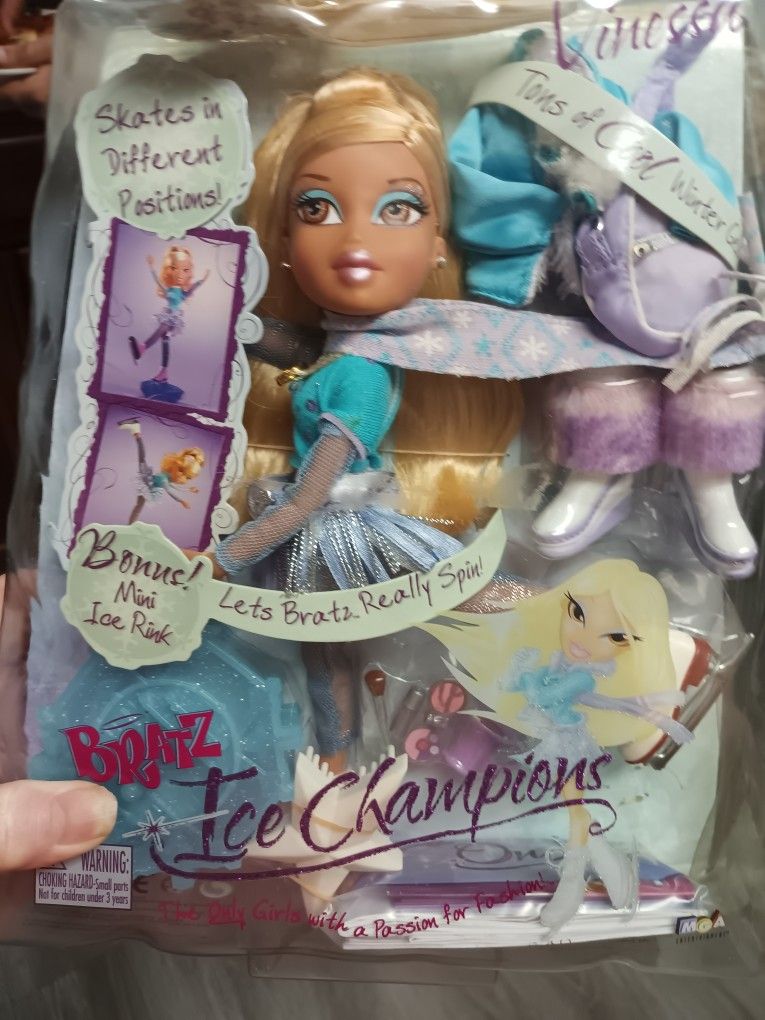 Vinessa
Skates in
Different
Positions!
Tons of Cool Winter
Bonus!
Mini
Ice Rink
Lets Bratz Really Spin!
BRATZ
Ice Champions
WARNING:
CHOKING HAZARD-Small parts
Not for children under 3 years
The Only Girls with a Passion for Fashion!
MGA
ENTERTAINMENT